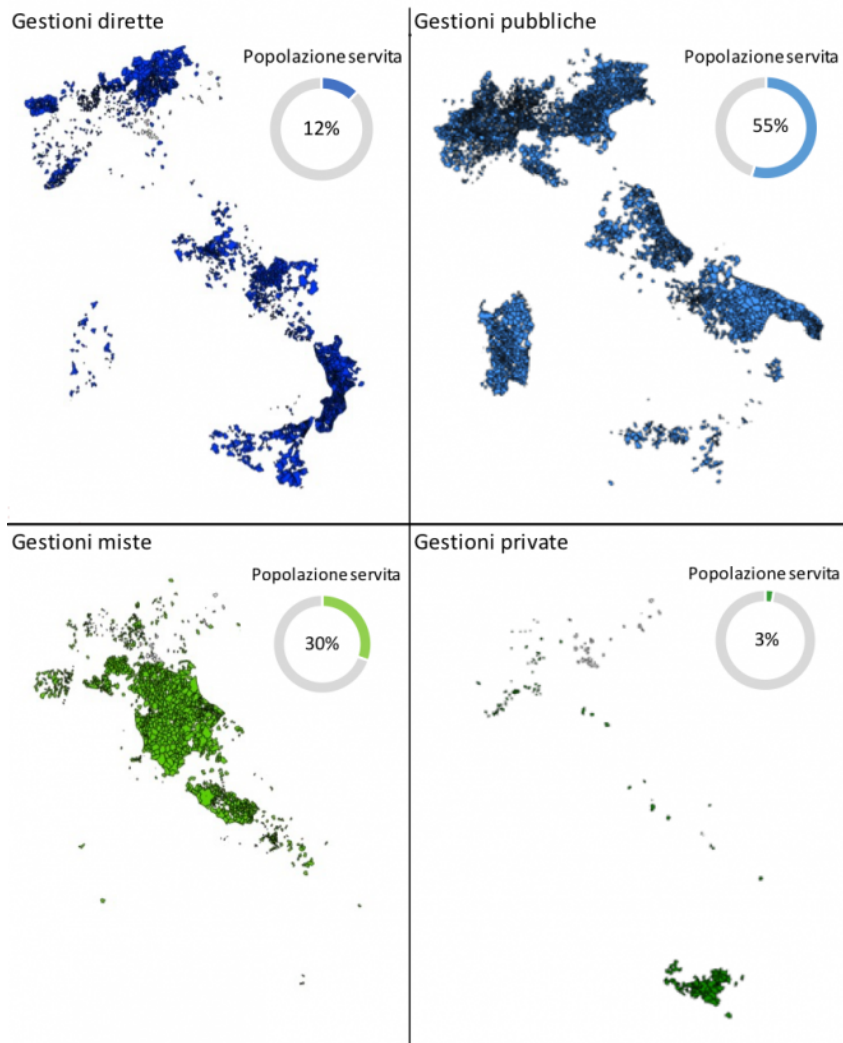 Gestioni dirette
Popolazione servita
12%
Gestioni pubbliche
Popolazione servita
55%
Gestioni miste
Popolazione servita
30%
Gestioni private
Popolazione servita
3%